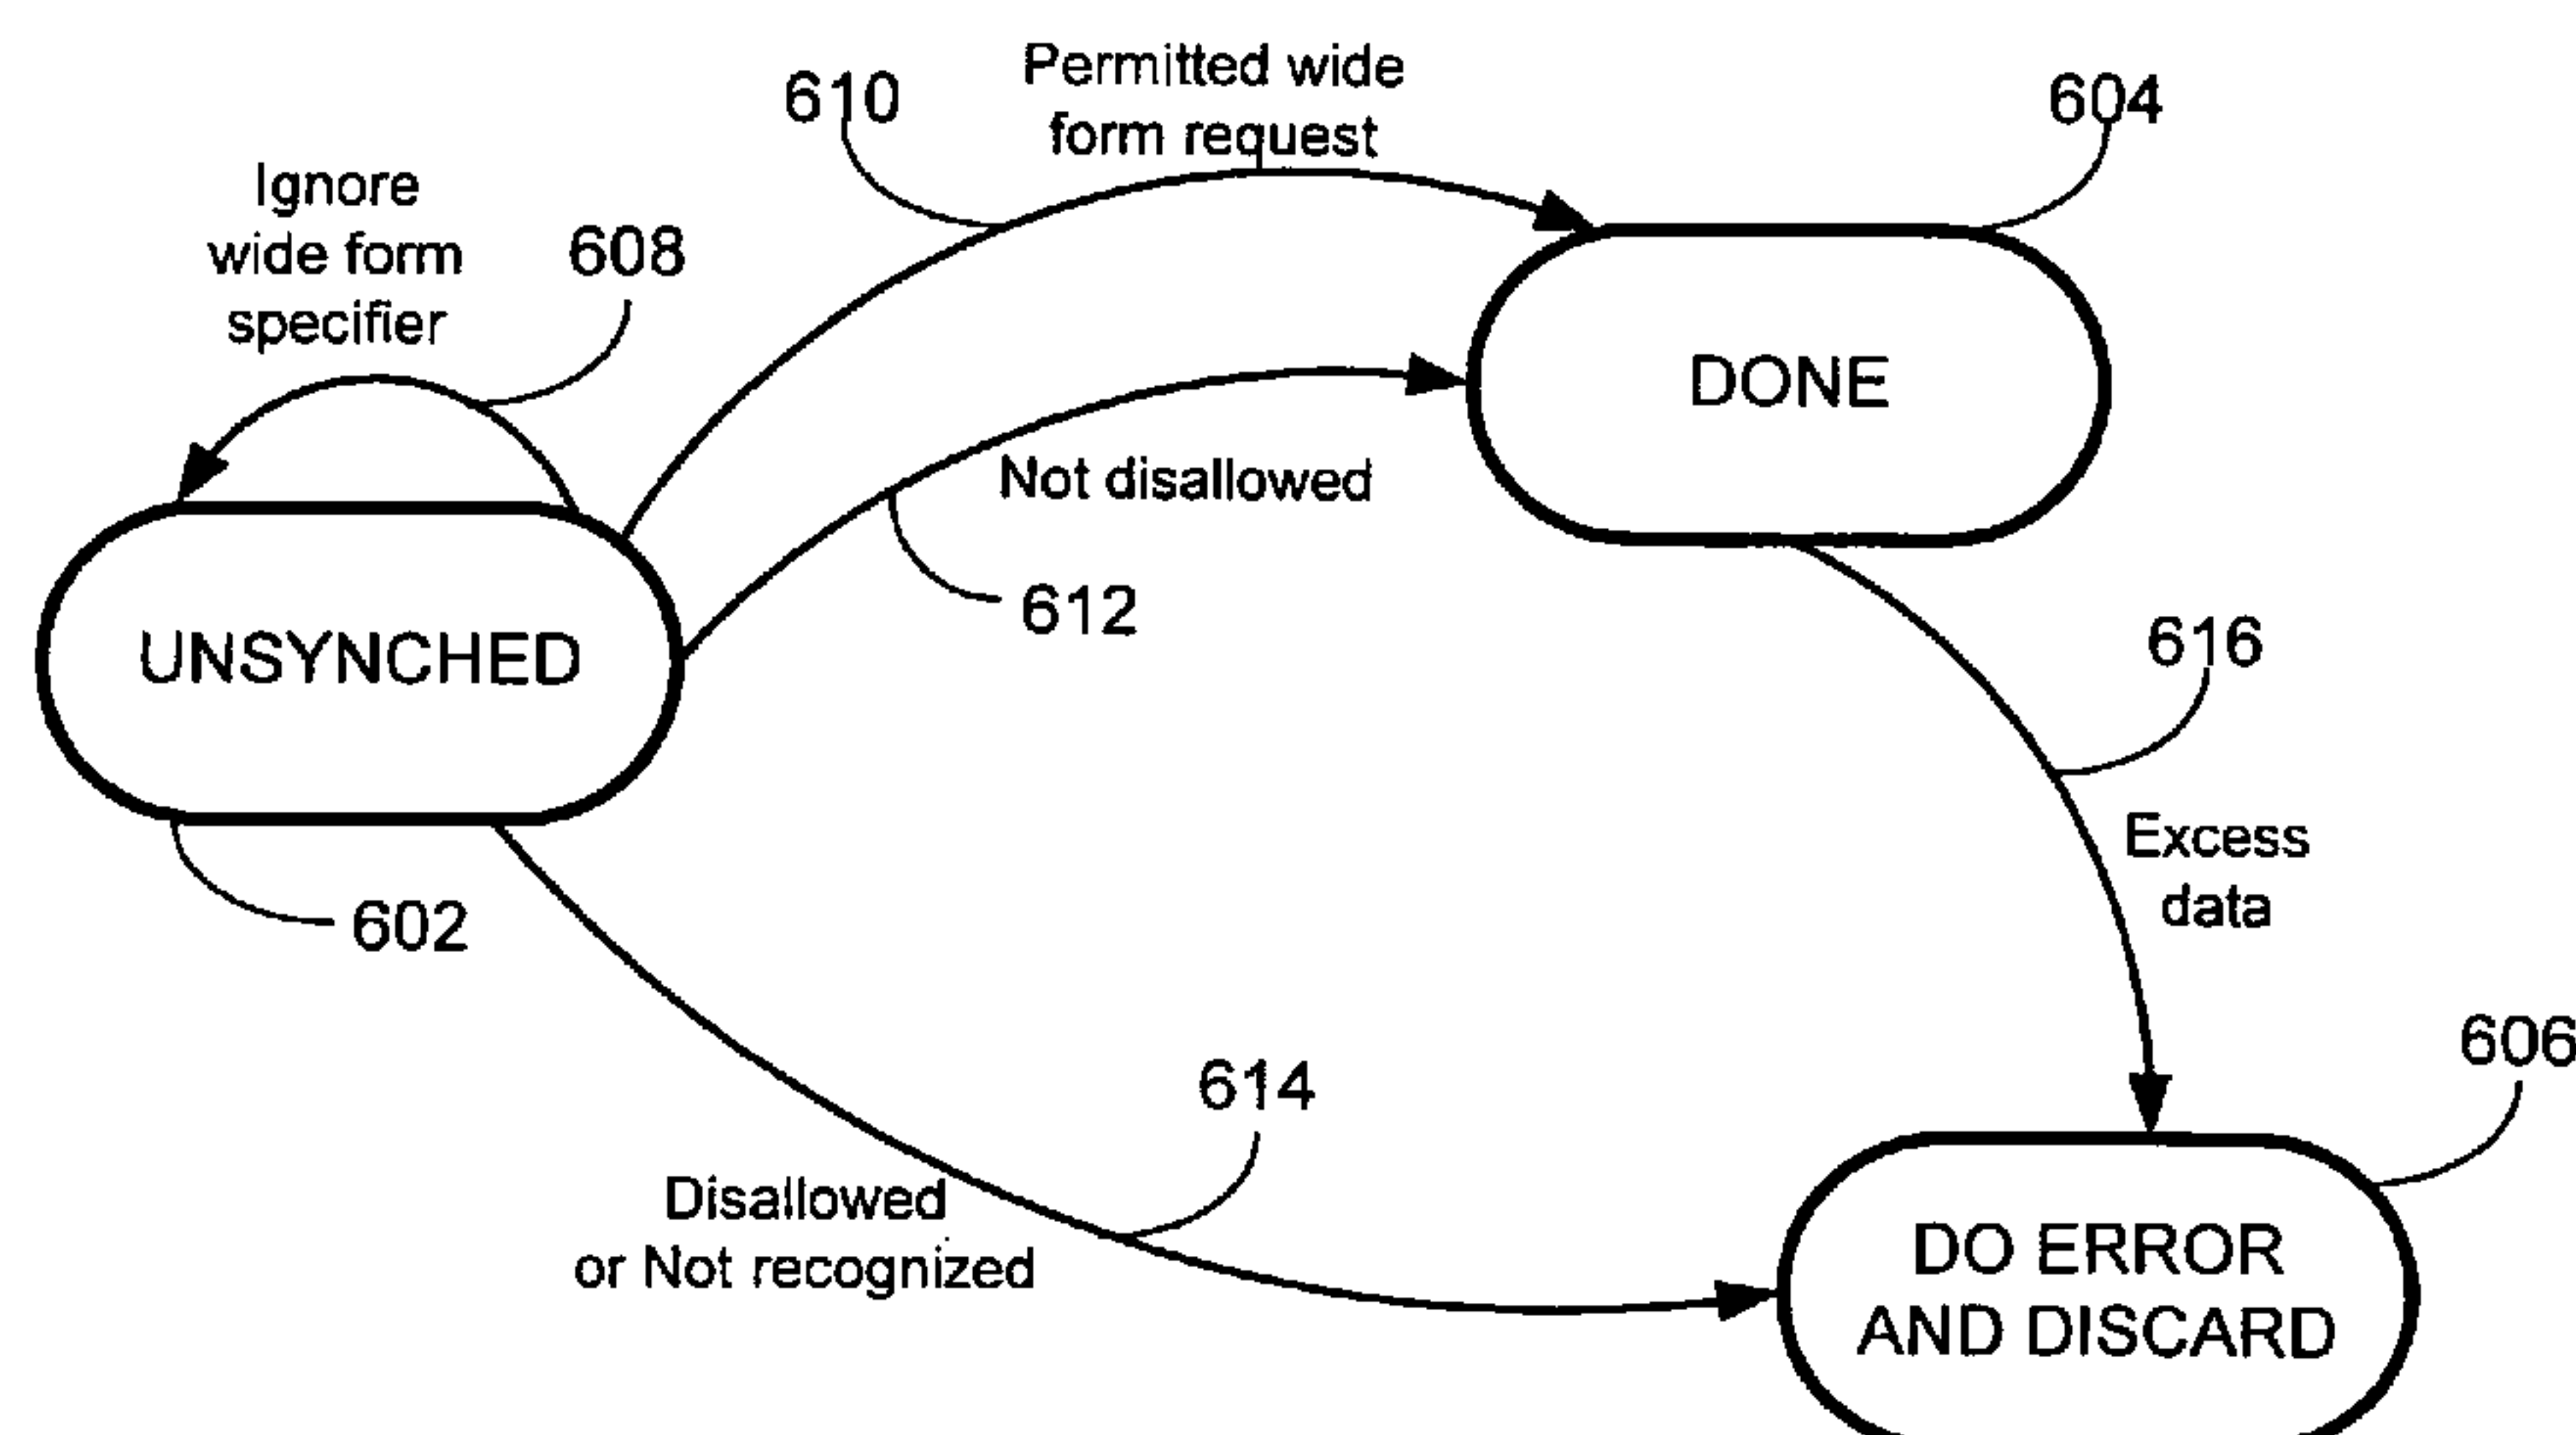 Permitted wide
form request
610
604
Ignore
wide form
specifier
608
DONE
Not disallowed
612
UNSYNCHED
616
602
Excess
data
606
614
Disallowed
or Not recognized
DO ERROR
AND DISCARD